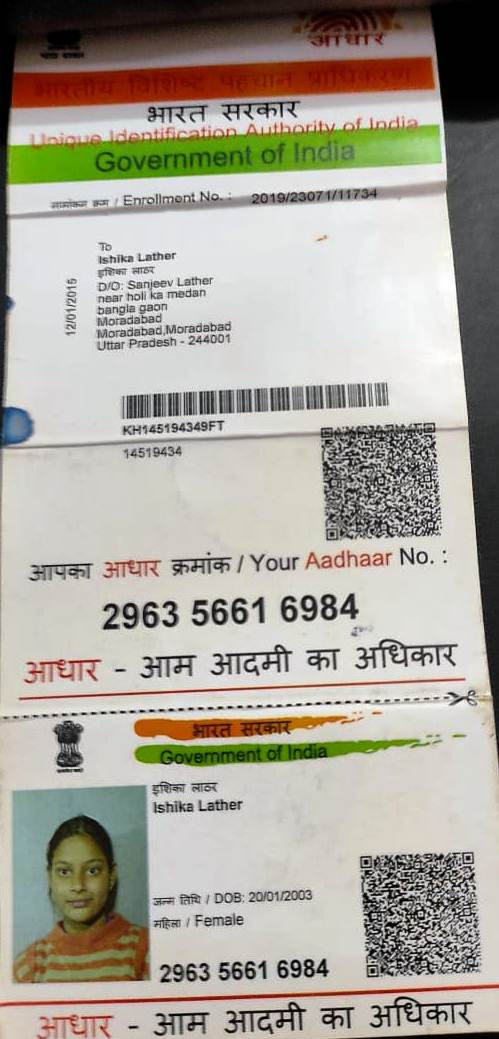 आधार
भारत सरकार
भारतीय विशिष्ट पहचान प्राधिकरण
भारत सरकार
Unique Identification Authority of India
Government of India
नामांकन क्रम / Enrollment No. : 2019/23071/11734
12/01/2015
To
Ishika Lather
इशिका लाठर
D/O: Sanjeev Lather
near holi ka medan
bangla gaon
Moradabad
Moradabad,Moradabad
Uttar Pradesh - 244001
KH145194349FT
14519434
आपका आधार क्रमांक / Your Aadhaar No. :
2963 5661 6984
आधार - आम आदमी का अधिकार
भारत सरकार
Government of India
इशिका लाठर
Ishika Lather
जन्म तिथि / DOB: 20/01/2003
महिला / Female
2963 5661 6984
आधार - आम आदमी का अधिकार